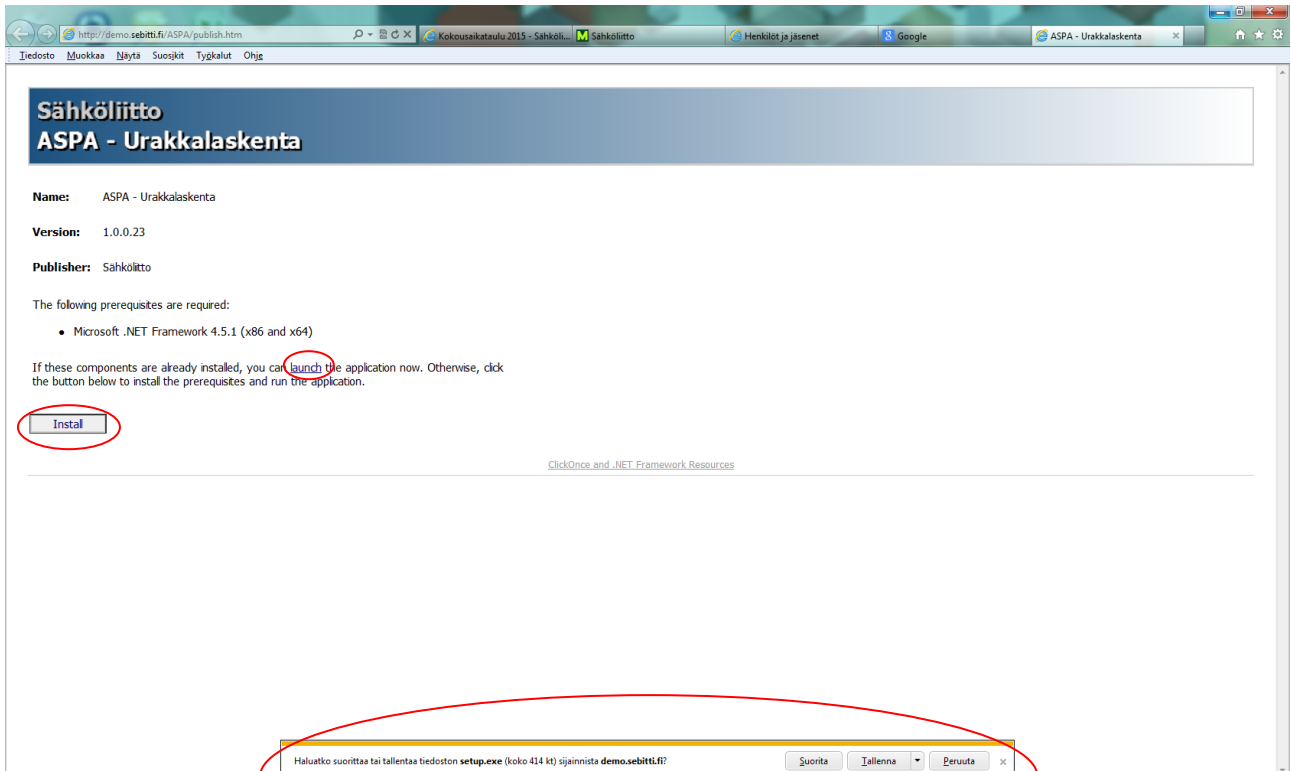 http://demo.sebitti.fi/ASPA/publish.htm
Kokousaikataulu 2015 - Sähköli...
Sähköliitto
Henkilöt ja jäsenet
Google
ASPA - Urakkalaskenta
Tiedosto Muokkaa Näytä Suosikit Työkalut Ohje
Sähköliitto
ASPA - Urakkalaskenta
Name: ASPA - Urakkalaskenta
Version: 1.0.0.23
Publisher: Sähköliitto
The following prerequisites are required:
Microsoft .NET Framework 4.5.1 (x86 and x64)
If these components are already installed, you can launch the application now. Otherwise, click
the button below to install the prerequisites and run the application.
Install
ClickOnce and .NET Framework Resources
Haluatko suorittaa tai tallentaa tiedoston setup.exe (koko 414 kt) sijainnista demo.sebitti.fi?
Suorita
Tallenna
Peruuta